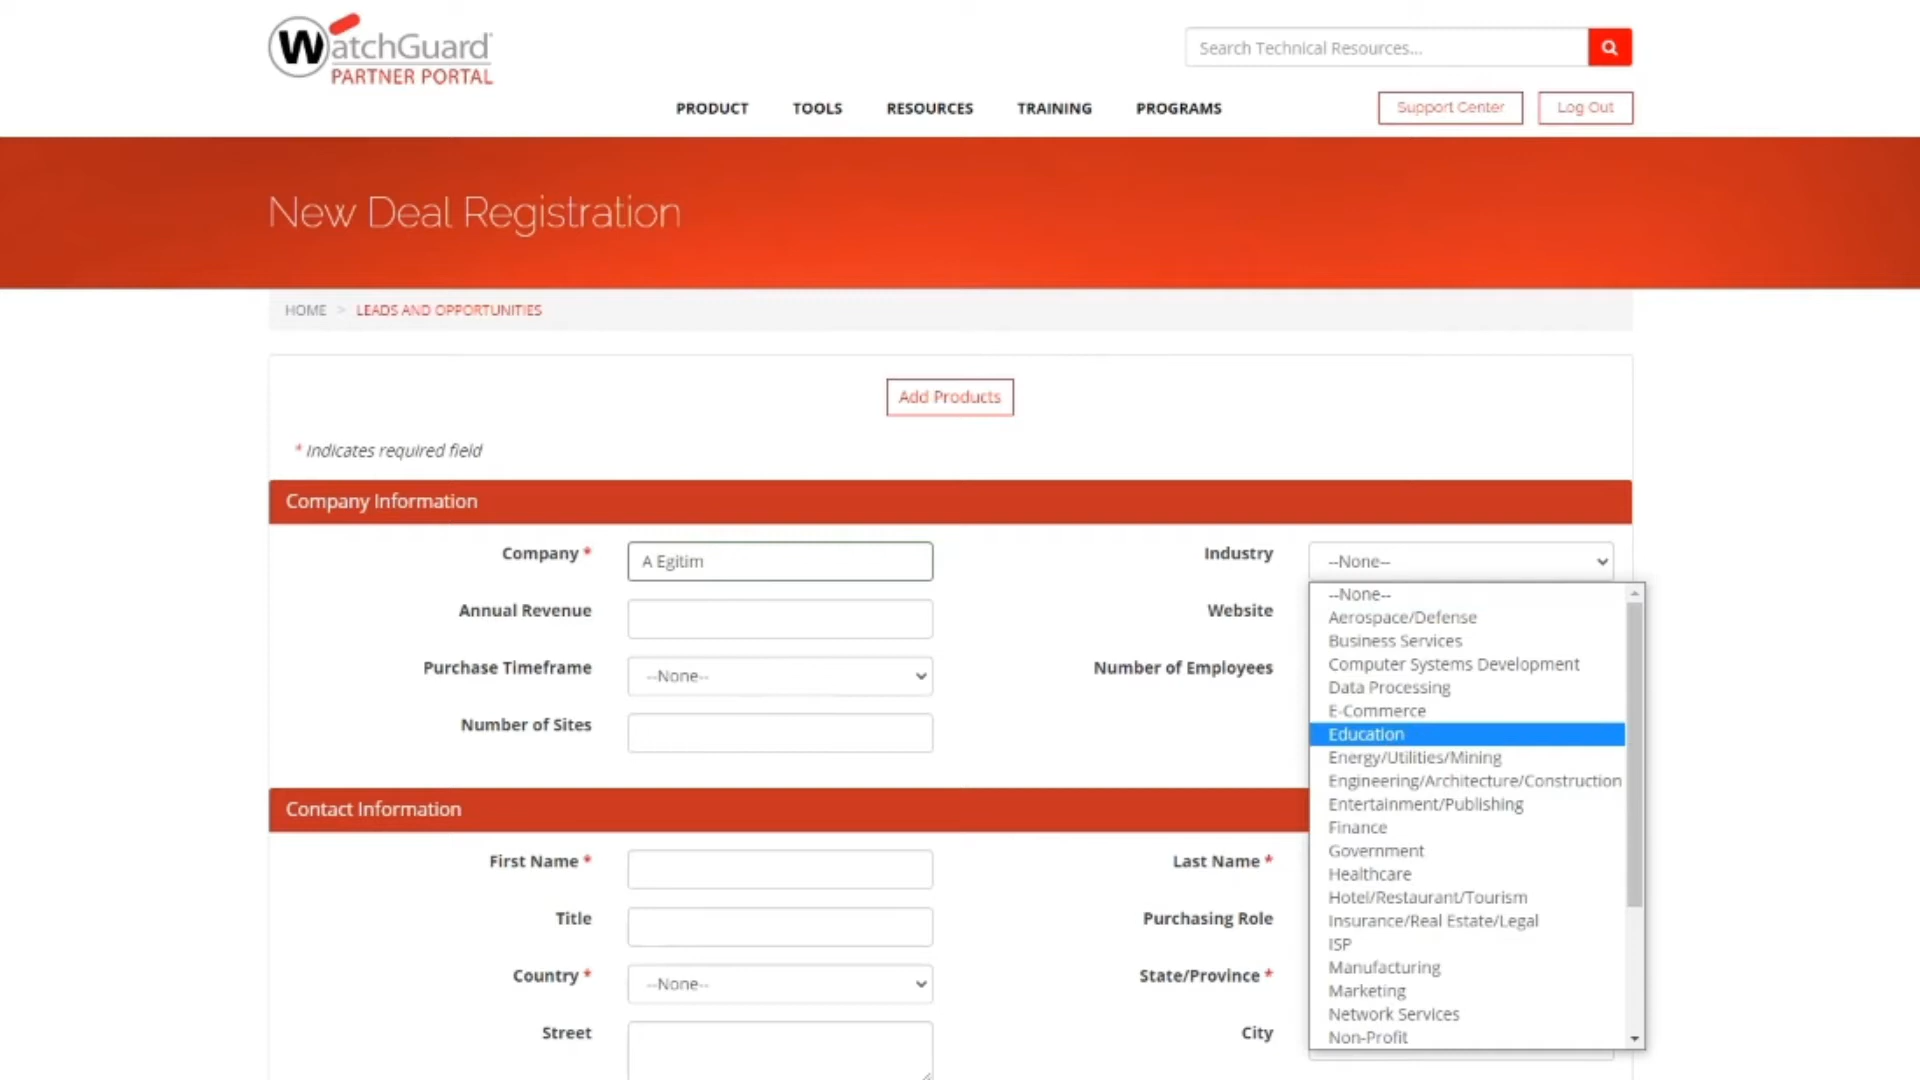 WatchGuard
PARTNER PORTAL
Search Technical Resources...
PRODUCT TOOLS RESOURCES TRAINING PROGRAMS Support Center Log Out
New Deal Registration
HOME > LEADS AND OPPORTUNITIES
Add Products
* Indicates required field
Company Information
Company * A Egitim Industry --None--
Annual Revenue Website
Purchase Timeframe --None-- Number of Employees
Number of Sites
--None--
Aerospace/Defense
Business Services
Computer Systems Development
Data Processing
E-Commerce
Education
Energy/Utilities/Mining
Engineering/Architecture/Construction
Entertainment/Publishing
Finance
Government
Healthcare
Hotel/Restaurant/Tourism
Insurance/Real Estate/Legal
ISP
Manufacturing
Marketing
Network Services
Non-Profit
Contact Information
First Name * Last Name *
Title Purchasing Role
Country * --None-- State/Province *
Street City